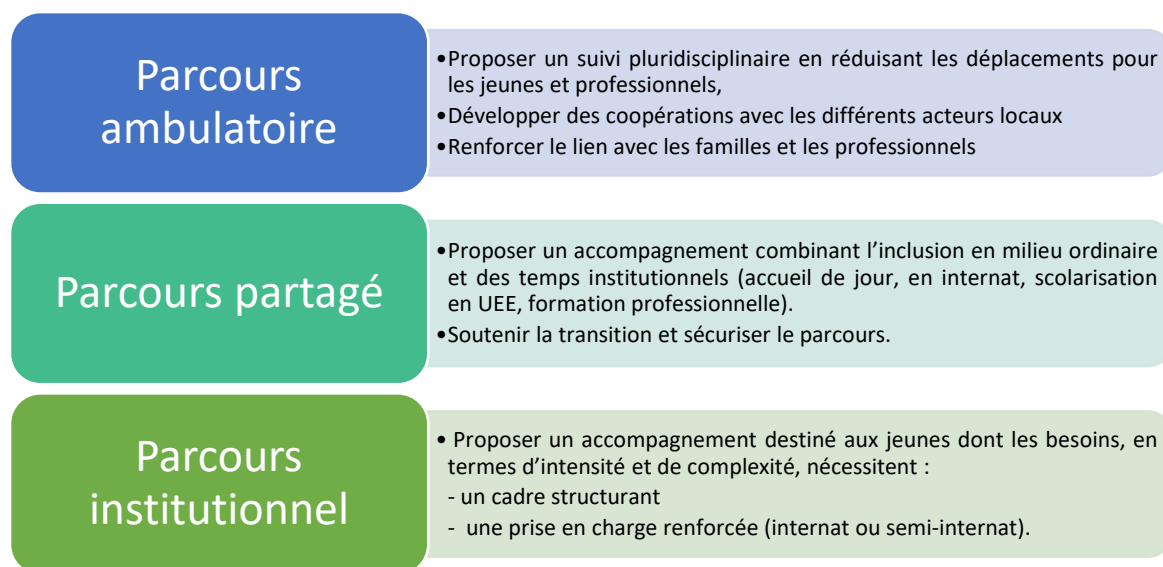 Parcours
ambulatoire
•Proposer un suivi pluridisciplinaire en réduisant les déplacements pour
les jeunes et professionnels,
•Développer des coopérations avec les différents acteurs locaux
•Renforcer le lien avec les familles et les professionnels
Parcours partagé
•Proposer un accompagnement combinant l’inclusion en milieu ordinaire
et des temps institutionnels (accueil de jour, en internat, scolarisation
en UEE, formation professionnelle).
•Soutenir la transition et sécuriser le parcours.
Parcours
institutionnel
• Proposer un accompagnement destiné aux jeunes dont les besoins, en
termes d’intensité et de complexité, nécessitent :
- un cadre structurant
- une prise en charge renforcée (internat ou semi-internat).